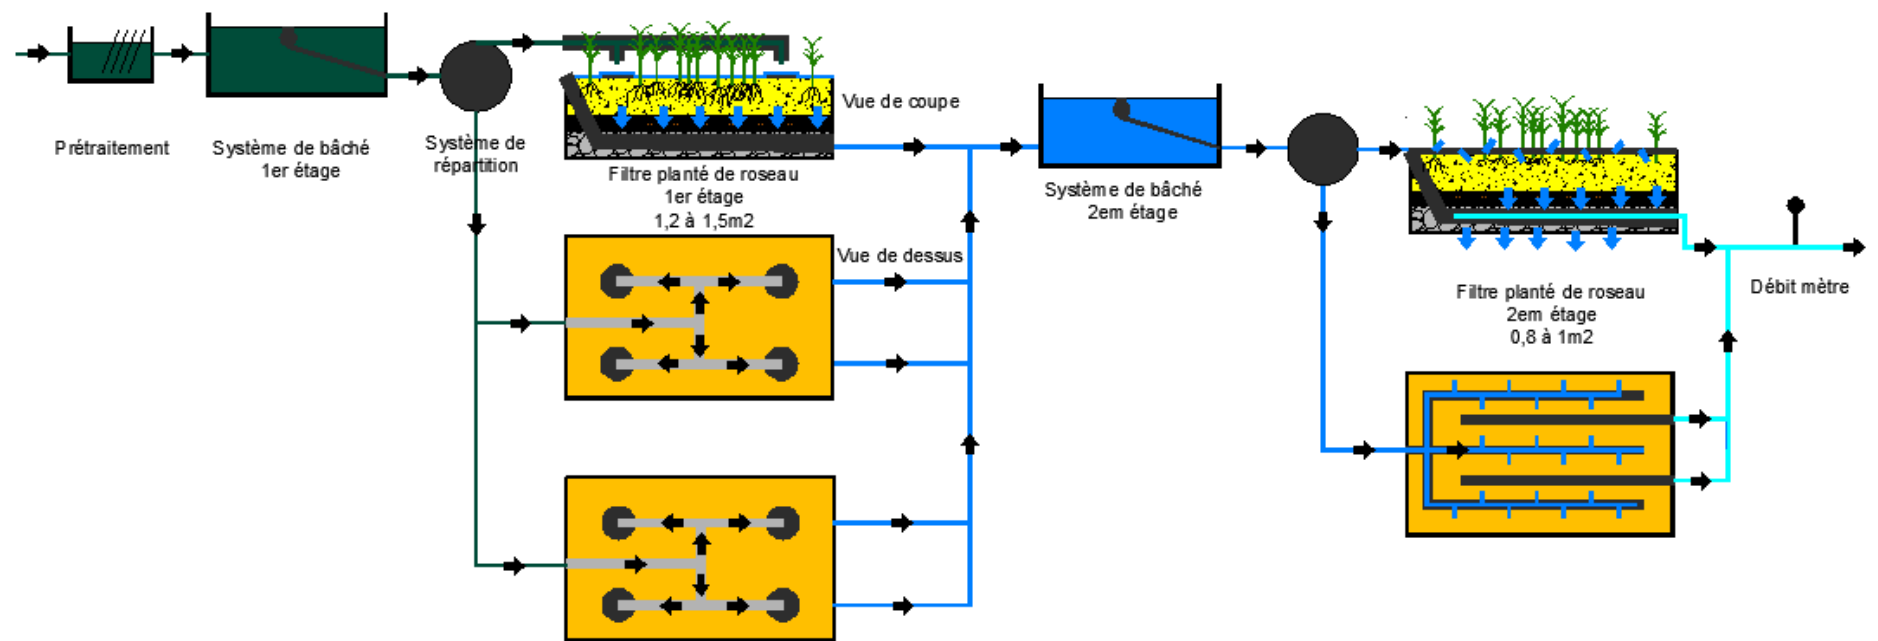 Prétraitement
Système de bâché
1er étage
Système de
répartition
Vue de coupe
Filtre planté de roseau
1er étage
1,2 à 1,5m2
Vue de dessus
Système de bâché
2em étage
Filtre planté de roseau
2em étage
0,8 à 1m2
Débit mètre